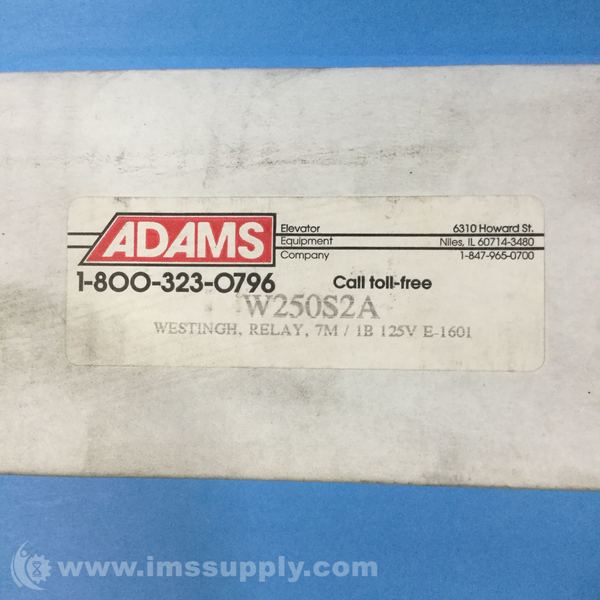 ADAMS
Elevator
Equipment
Company
6310 Howard St.
Niles, IL 60714-3480
1-847-965-0700
1-800-323-0796 Call toll-free
W250S2A
WESTINGH, RELAY, 7M / 1B 125V E-1601
www.imssupply.com